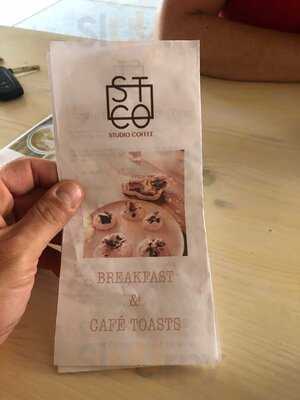 ST
CO
STUDIO COFFEE
BREAKFAST
&
CAFÉ TOASTS